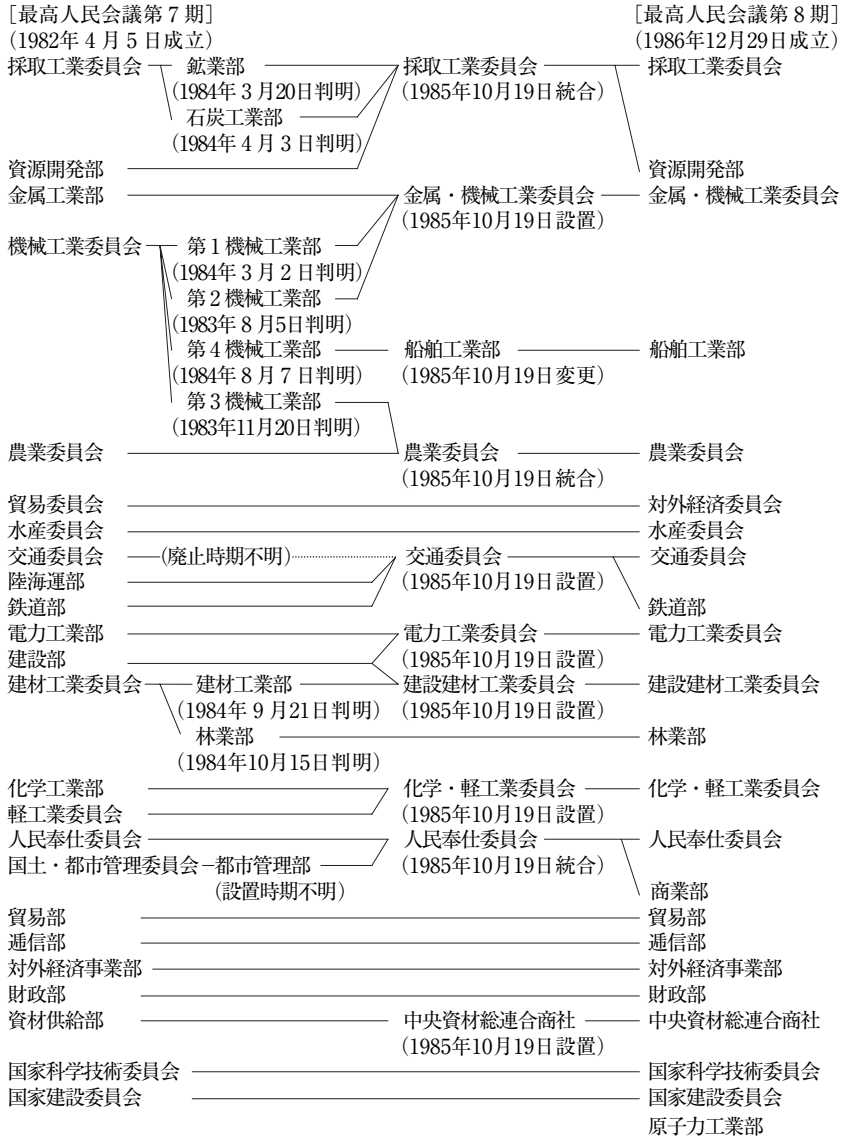 ［最高人民会議第７期］ ［最高人民会議第８期］
（1982年４月５日成立） （1986年12月29日成立）
採取工業委員会 鉱業部 採取工業委員会 採取工業委員会
（1984年３月20日判明） （1985年10月19日統合）
石炭工業部
（1984年４月３日判明）
資源開発部 資源開発部
金属工業部 金属・機械工業委員会 金属・機械工業委員会
（1985年10月19日設置）
機械工業委員会 第１機械工業部
（1984年３月２日判明）
第２機械工業部
（1983年８月5日判明）
第４機械工業部 船舶工業部 船舶工業部
（1984年８月７日判明） （1985年10月19日変更）
第３機械工業部
（1983年11月20日判明）
農業委員会 農業委員会 農業委員会
（1985年10月19日統合）
貿易委員会 対外経済委員会
水産委員会 水産委員会
交通委員会 （廃止時期不明） 交通委員会 交通委員会
陸海運部 （1985年10月19日設置）
鉄道部 鉄道部
電力工業部 電力工業委員会 電力工業委員会
建設部 （1985年10月19日設置）
建材工業委員会 建材工業部 建設建材工業委員会 建設建材工業委員会
（1984年９月21日判明） （1985年10月19日設置）
林業部 林業部
（1984年10月15日判明）
化学工業部 化学・軽工業委員会 化学・軽工業委員会
軽工業委員会 （1985年10月19日設置）
人民奉仕委員会 人民奉仕委員会 人民奉仕委員会
国土・都市管理委員会 都市管理部 （1985年10月19日統合）
（設置時期不明） 商業部
貿易部 貿易部
逓信部 逓信部
対外経済事業部 対外経済事業部
財政部 財政部
資材供給部 中央資材総連合商社 中央資材総連合商社
（1985年10月19日設置）
国家科学技術委員会 国家科学技術委員会
国家建設委員会 国家建設委員会
原子力工業部